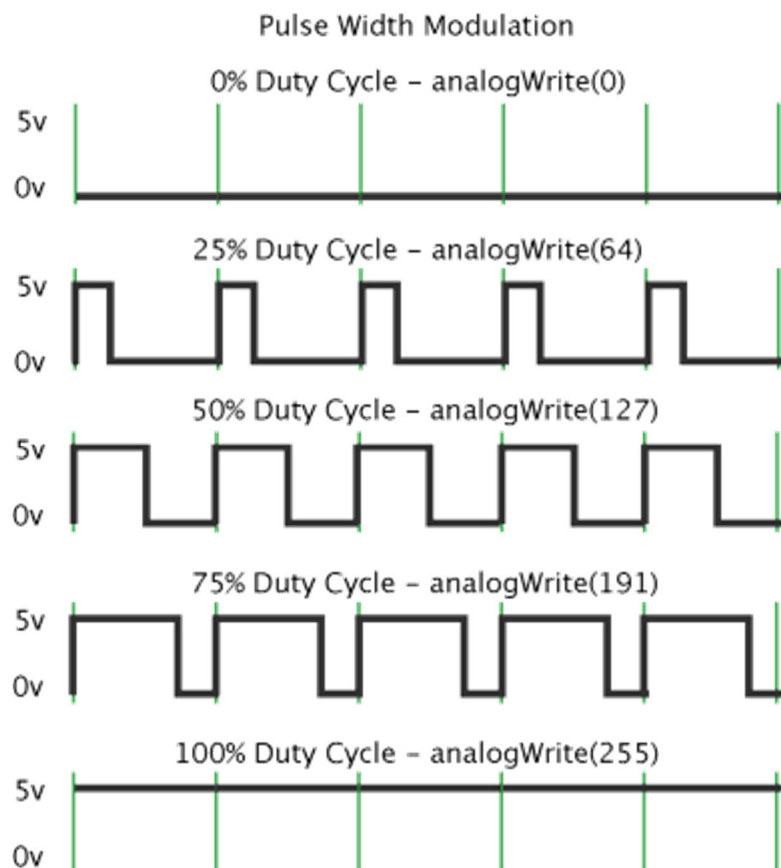 Pulse Width Modulation
0% Duty Cycle – analogWrite(0)
5v
0v
25% Duty Cycle – analogWrite(64)
5v
0v
50% Duty Cycle – analogWrite(127)
5v
0v
75% Duty Cycle – analogWrite(191)
5v
0v
100% Duty Cycle – analogWrite(255)
5v
0v